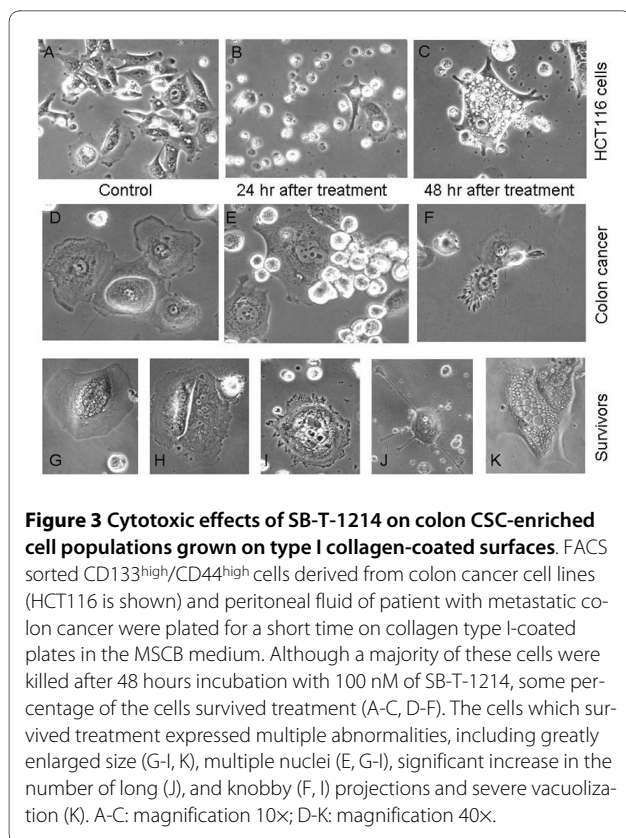 A B C
HCT116 cells
Control 24 hr after treatment 48 hr after treatment
D E F
Colon cancer
G H I J K
Survivors
Figure 3 Cytotoxic effects of SB-T-1214 on colon CSC-enriched
cell populations grown on type I collagen-coated surfaces. FACS
sorted CD133high/CD44high cells derived from colon cancer cell lines
(HCT116 is shown) and peritoneal fluid of patient with metastatic co-
lon cancer were plated for a short time on collagen type I-coated
plates in the MSCB medium. Although a majority of these cells were
killed after 48 hours incubation with 100 nM of SB-T-1214, some per-
centage of the cells survived treatment (A-C, D-F). The cells which sur-
vived treatment expressed multiple abnormalities, including greatly
enlarged size (G-I, K), multiple nuclei (E, G-I), significant increase in the
number of long (J), and knobby (F, I) projections and severe vacuoliza-
tion (K). A-C: magnification 10×; D-K: magnification 40×.